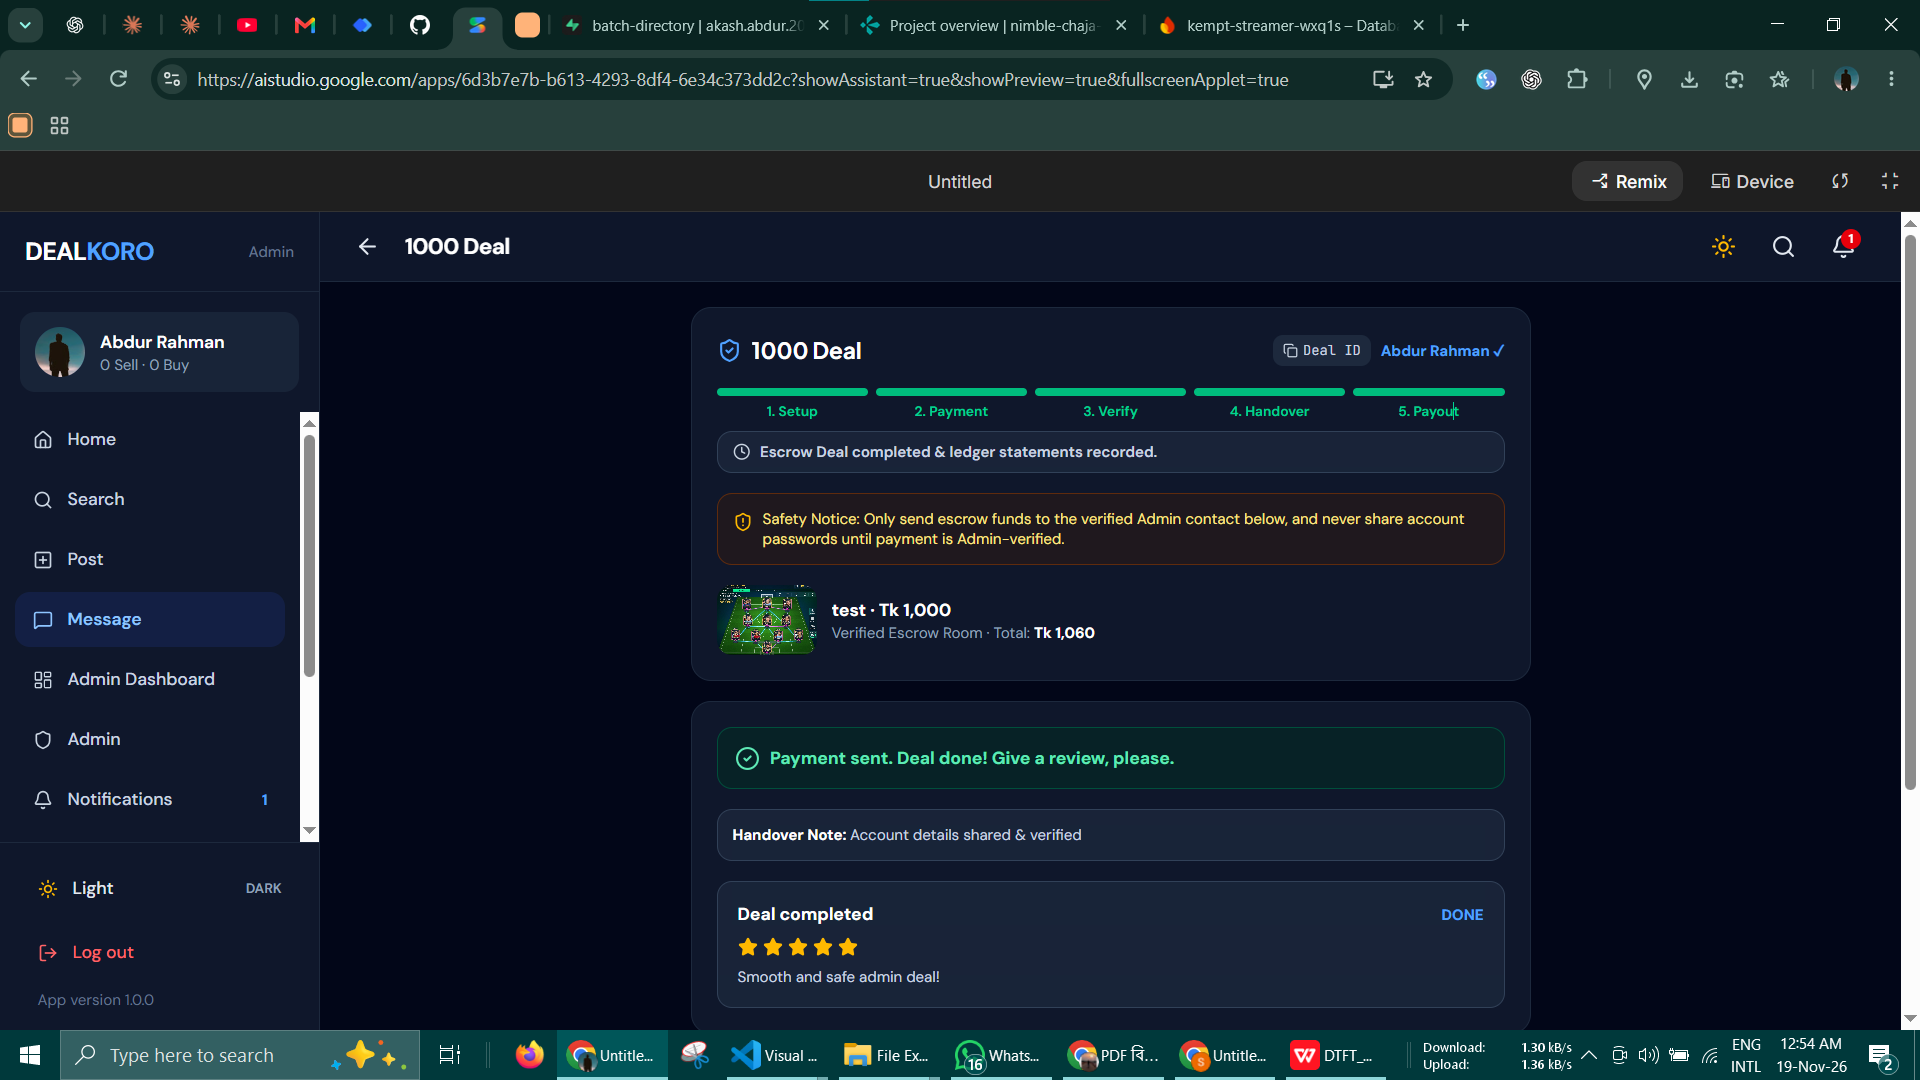 batch-directory | akash.abdur.20
Project overview | nimble-chaja-
kempt-streamer-wxq1s – Datab
https://aistudio.google.com/apps/6d3b7e7b-b613-4293-8df4-6e34c373dd2c?showAssistant=true&showPreview=true&fullscreenApplet=true
Untitled
Remix
Device
DEALKORO
Admin
1000 Deal
1
Abdur Rahman
0 Sell · 0 Buy
Home
Search
Post
Message
Admin Dashboard
Admin
Notifications
1
Light
DARK
Log out
App version 1.0.0
1000 Deal
Deal ID
Abdur Rahman ✓
1. Setup
2. Payment
3. Verify
4. Handover
5. Payout
Escrow Deal completed & ledger statements recorded.
Safety Notice: Only send escrow funds to the verified Admin contact below, and never share account
passwords until payment is Admin-verified.
test · Tk 1,000
Verified Escrow Room · Total: Tk 1,060
Payment sent. Deal done! Give a review, please.
Handover Note: Account details shared & verified
Deal completed
DONE
Smooth and safe admin deal!
Type here to search
Untitle...
Visual ...
File Ex...
16
Whats...
PDF বি...
Untitle...
DTFT_...
Download:
Upload:
1.30 kB/s
1.36 kB/s
ENG
INTL
12:54 AM
19-Nov-26
2